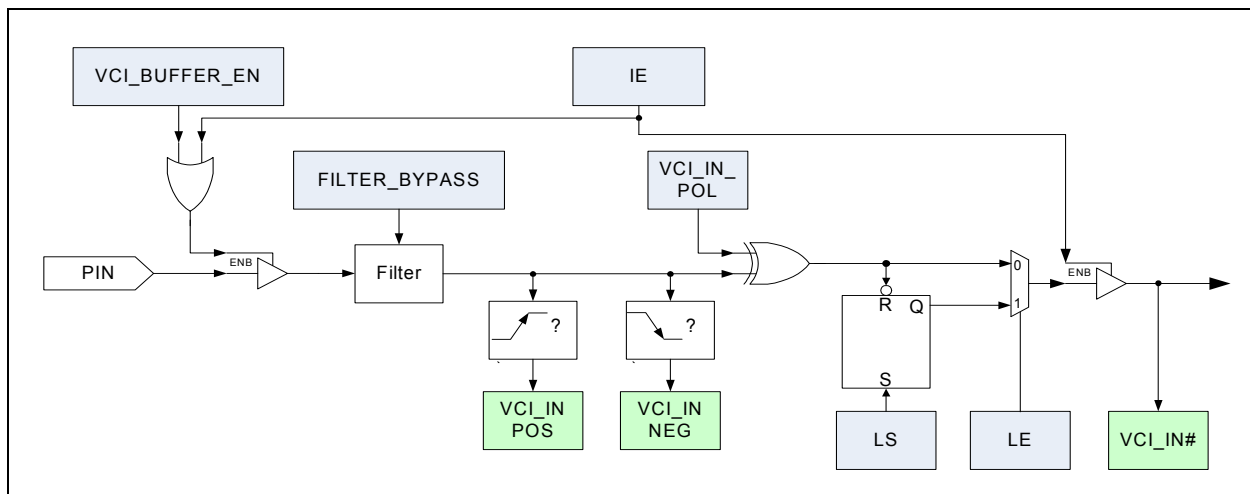 VCI_BUFFER_EN
IE
FILTER_BYPASS
VCI_IN_
POL
PIN
ENB
Filter
?
?
VCI_IN
POS
VCI_IN
NEG
R
Q
S
LS
0
1
LE
ENB
VCI_IN#